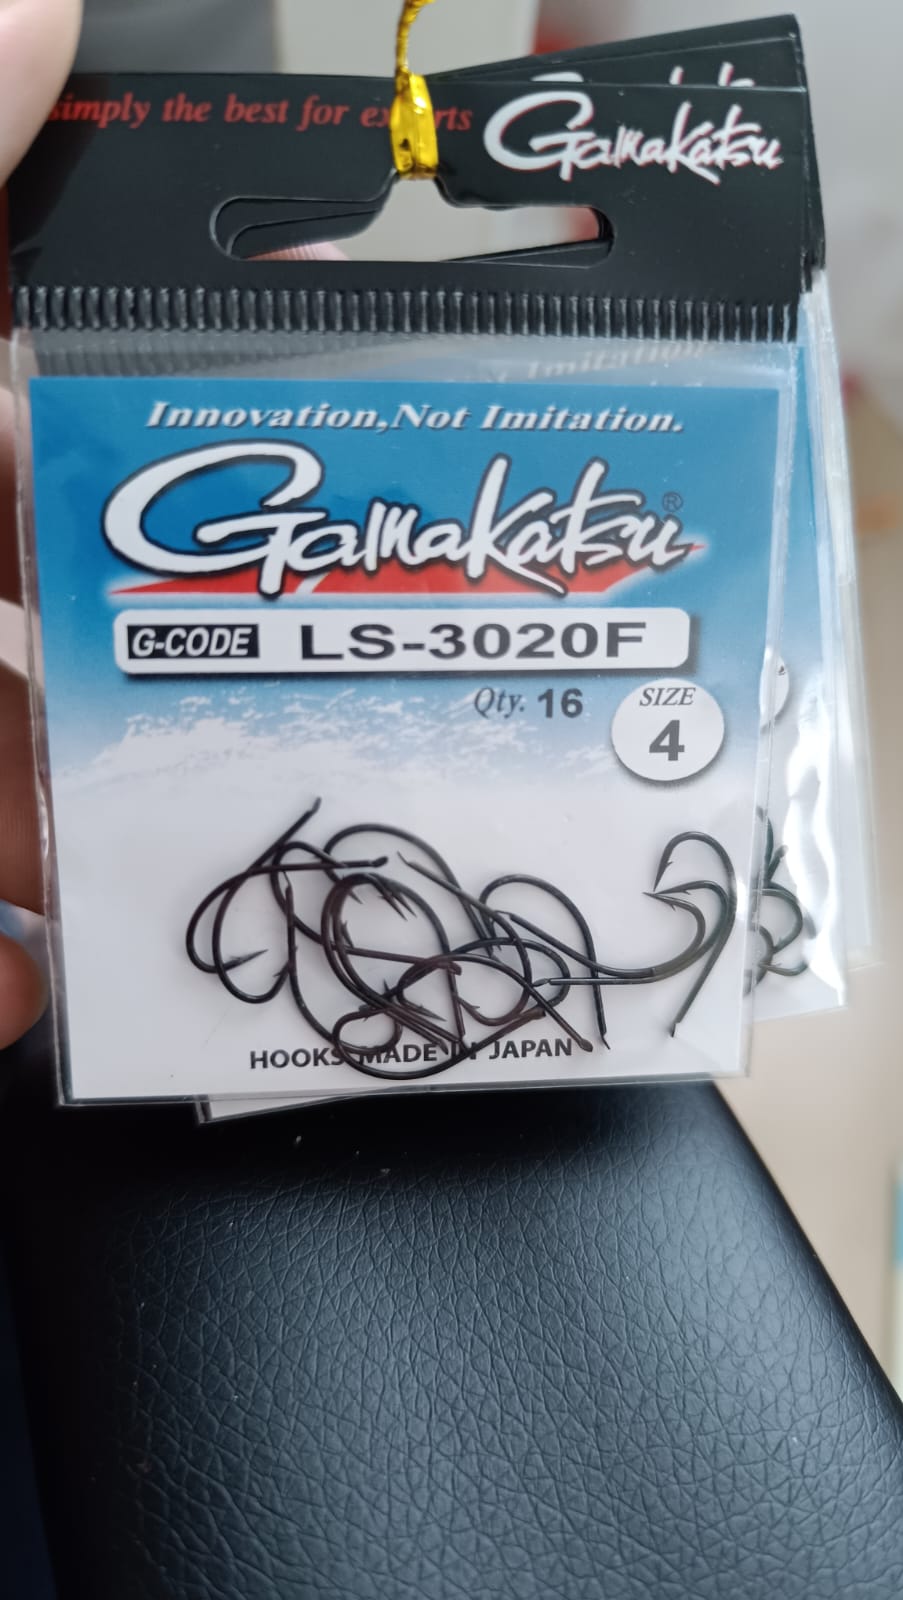 simply the best for experts
Gamakatsu
Innovation,Not Imitation.
Gamakatsu®
G-CODE LS-3020F
Qty. 16
SIZE
4
HOOKS MADE IN JAPAN